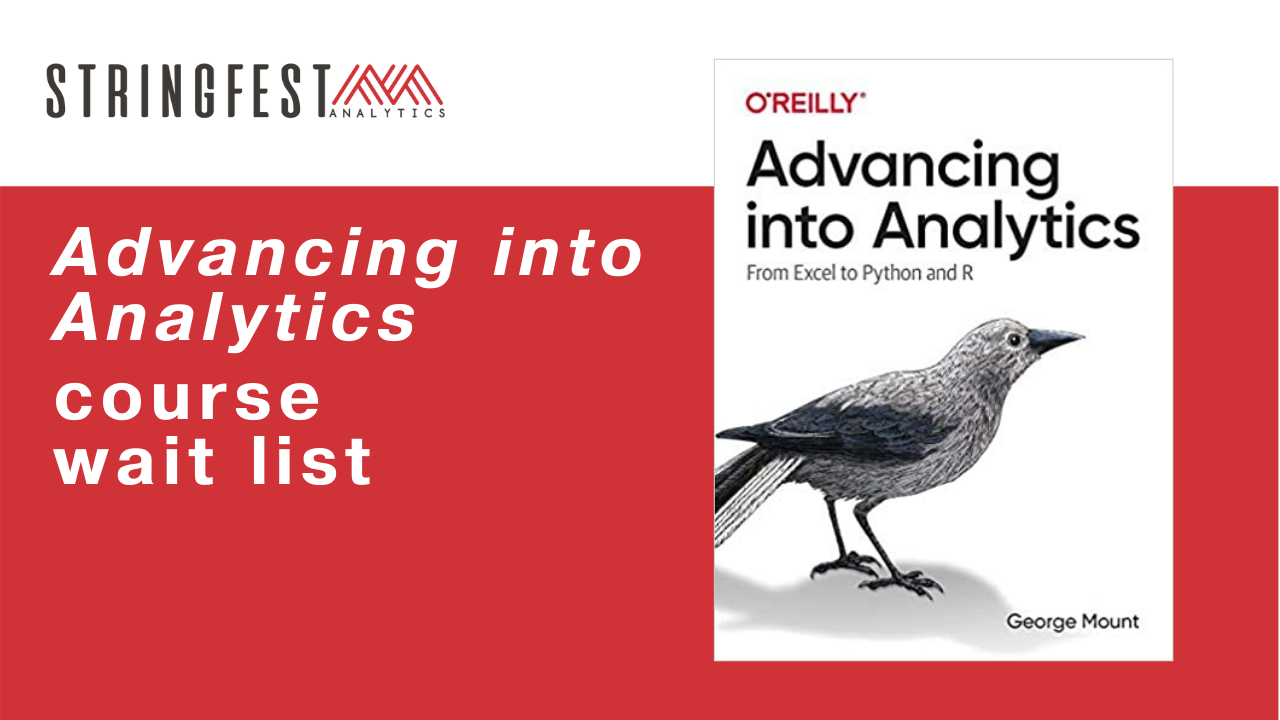 STRINGFEST
ANALYTICS
Advancing into
Analytics
course
wait list
O'REILLY®
Advancing
into Analytics
From Excel to Python and R
George Mount